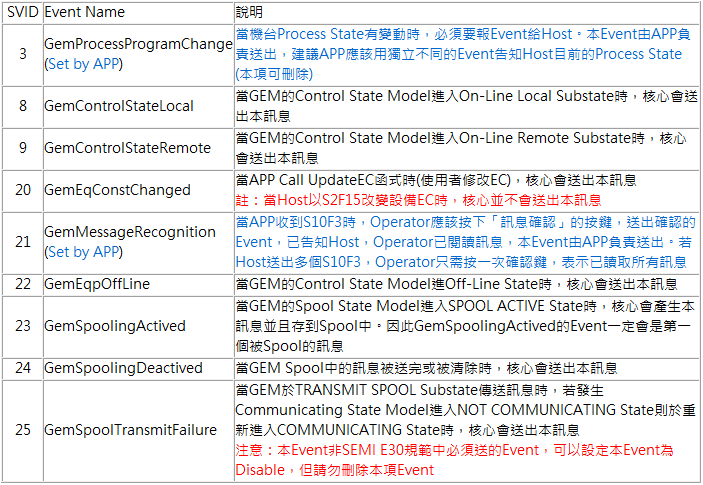 SVID Event Name 說明
當機台Process State有變動時，必須要報Event給Host。本Event由APP負
3 GemProcessProgramChange 責送出，建議APP應該用獨立不同的Event告知Host目前的Process State
(Set by APP) (本項可刪除)
8 GemControlStateLocal 當GEM的Control State Model進入On-Line Local Substate時，核心會送
出本訊息
9 GemControlStateRemote 當GEM的Control State Model進入On-Line Remote Substate時，核心
會送出本訊息
20 GemEqConstChanged 當APP Call UpdateEC函式時(使用者修改EC)，核心會送出本訊息
註：當Host以S2F15改變設備EC時，核心並不會送出本訊息
當APP收到S10F3時，Operator應該按下「訊息確認」的按鍵，送出確認的
21 GemMessageRecognition Event，已告知Host，Operator已閱讀訊息，本Event由APP負責送出。若
(Set by APP) Host送出多個S10F3，Operator只需按一次確認鍵，表示已讀取所有訊息
22 GemEqpOffLine 當GEM的Control State Model進Off-Line State時，核心會送出本訊息
當GEM的Spool State Model進入SPOOL ACTIVE State時，核心會產生本
23 GemSpoolingActived 訊息並且存到Spool中。因此GemSpoolingActived的Event一定會是第一
個被Spool的訊息
24 GemSpoolingDeactived 當GEM Spool中的訊息被送完或被清除時，核心會送出本訊息
當GEM於TRANSMIT SPOOL Substate傳送訊息時，若發生
Communicating State Model進入NOT COMMUNICATING State則於重
25 GemSpoolTransmitFailure 新進入COMMUNICATING State時，核心會送出本訊息
注意：本Event非SEMI E30規範中必須送的Event，可以設定本Event為
Disable，但請勿刪除本項Event